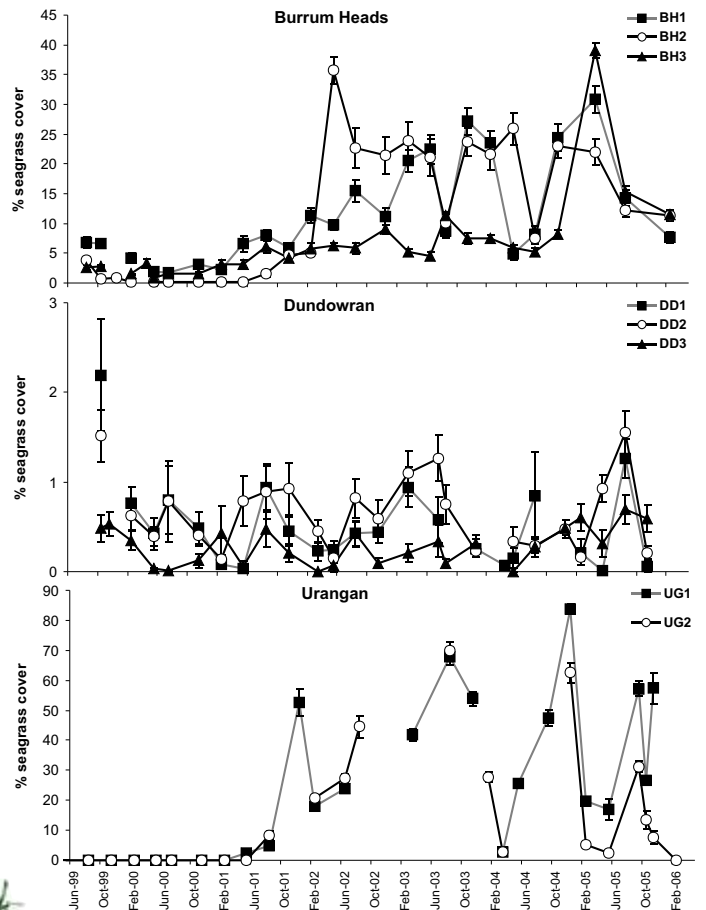 Burrum Heads
BH1
BH2
BH3
% seagrass cover
45
40
35
30
25
20
15
10
5
0
Dundowran
DD1
DD2
DD3
% seagrass cover
3
2
1
0
Urangan
UG1
UG2
% seagrass cover
90
80
70
60
50
40
30
20
10
0
Jun-99
Oct-99
Feb-00
Jun-00
Oct-00
Feb-01
Jun-01
Oct-01
Feb-02
Jun-02
Oct-02
Feb-03
Jun-03
Oct-03
Feb-04
Jun-04
Oct-04
Feb-05
Jun-05
Oct-05
Feb-06